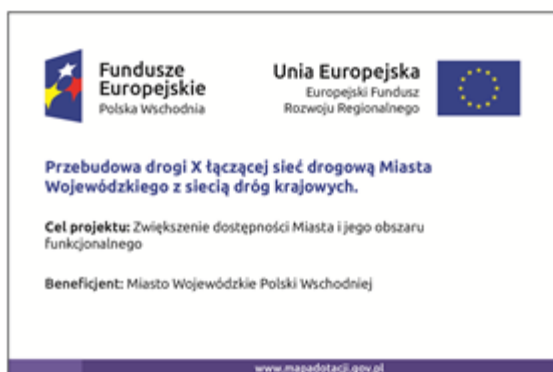 Fundusze
Europejskie
Polska Wschodnia
Unia Europejska
Europejski Fundusz
Rozwoju Regionalnego
Przebudowa drogi X łączącej sieć drogową Miasta
Wojewódzkiego z siecią dróg krajowych.
Cel projektu: Zwiększenie dostępności Miasta i jego obszaru
funkcjonalnego
Beneficjent: Miasto Wojewódzkie Polski Wschodniej
www.mapadotacji.gov.pl